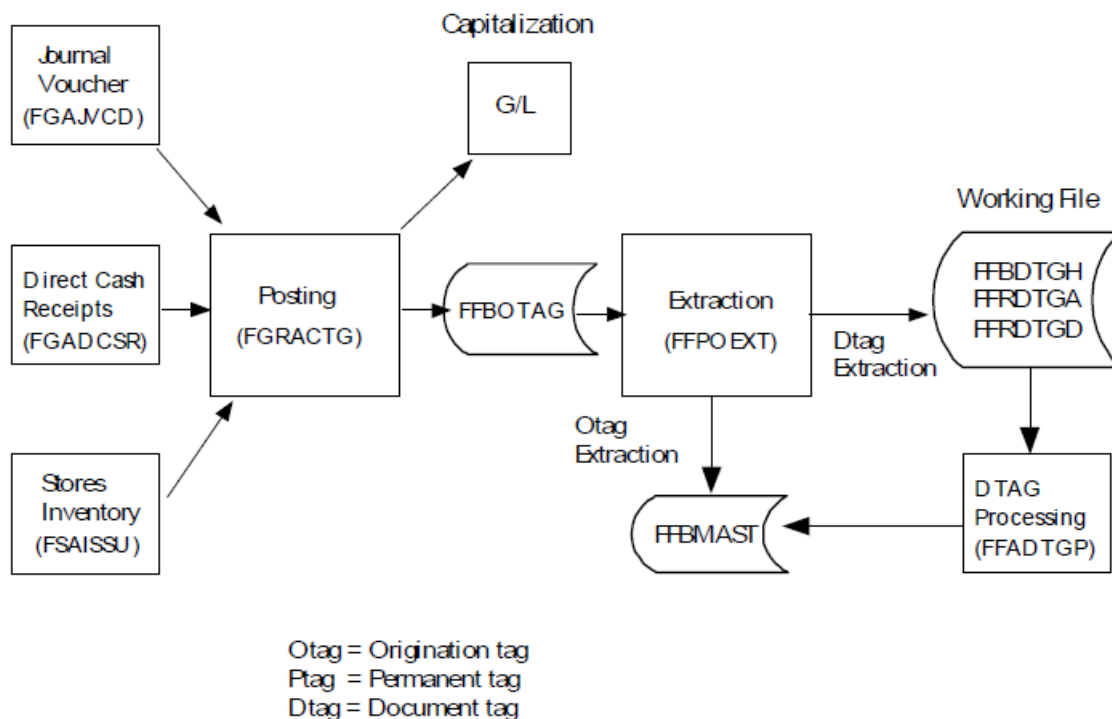 Capitalization
Journal
Voucher
(FGAJVCD)
G/L
Working File
Direct Cash
Receipts
(FGADCSR)
Posting
(FGRACTG)
FFBOTAG
Extraction
(FFPOEXT)
Dtag
Extraction
FFBDTGH
FFRDTGA
FFRDTGD
Otag
Extraction
Stores
Inventory
(FSAISSU)
FFBMAST
DTAG
Processing
(FFADTGP)
Otag = Origination tag
Ptag = Permanent tag
Dtag = Document tag